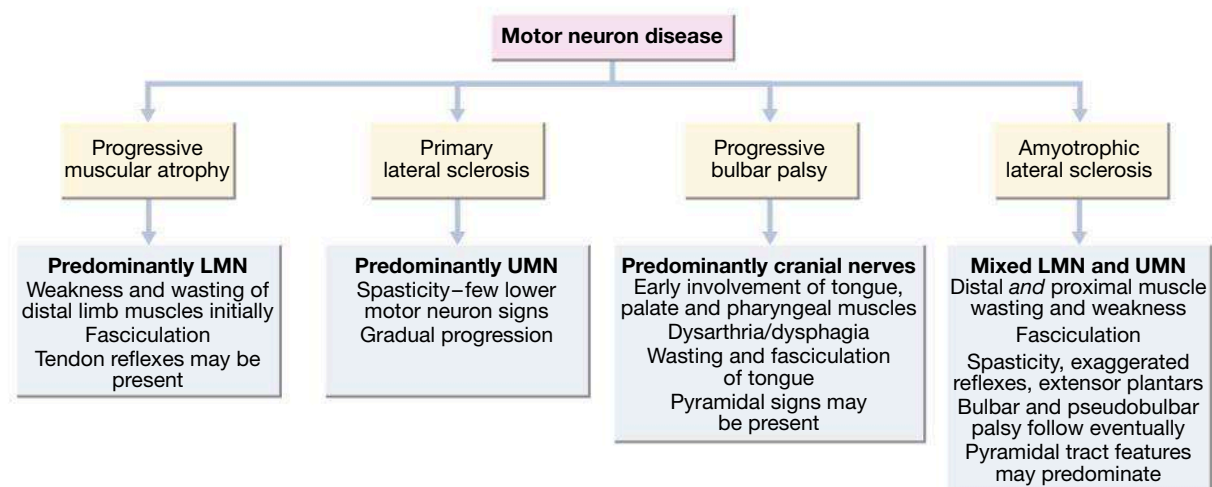 Motor neuron disease
Progressive
muscular atrophy
Primary
lateral sclerosis
Progressive
bulbar palsy
Amyotrophic
lateral sclerosis
Predominantly LMN
Weakness and wasting of
distal limb muscles initially
Fasciculation
Tendon reflexes may be
present
Predominantly UMN
Spasticity–few lower
motor neuron signs
Gradual progression
Predominantly cranial nerves
Early involvement of tongue,
palate and pharyngeal muscles
Dysarthria/dysphagia
Wasting and fasciculation
of tongue
Pyramidal signs may
be present
Mixed LMN and UMN
Distal and proximal muscle
wasting and weakness
Fasciculation
Spasticity, exaggerated
reflexes, extensor plantars
Bulbar and pseudobulbar
palsy follow eventually
Pyramidal tract features
may predominate